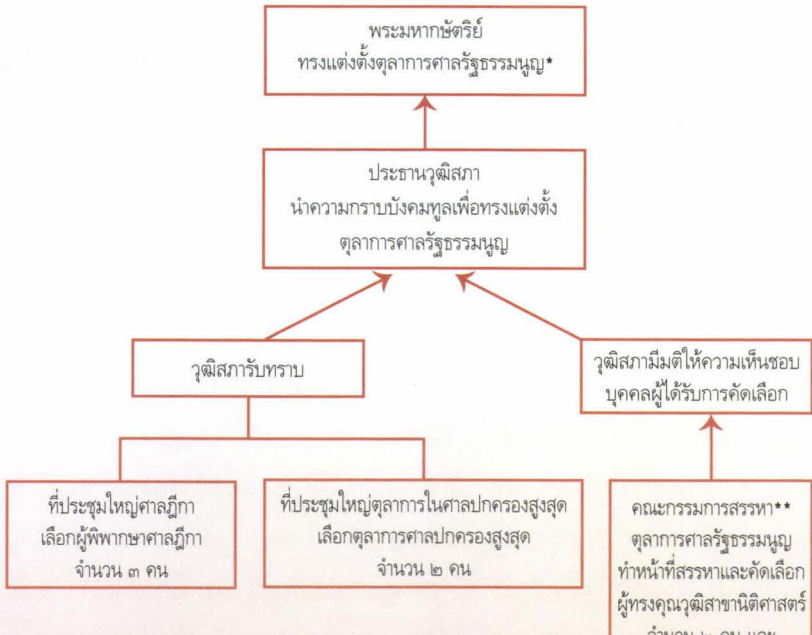 พระมหากษัตริย์
ทรงแต่งตั้งตุลาการศาลรัฐธรรมนูญ*
ประธานวุฒิสภา
นำความกราบบังคมทูลเพื่อทรงแต่งตั้ง
ตุลาการศาลรัฐธรรมนูญ
วุฒิสภารับทราบ
วุฒิสภามีมติให้ความเห็นชอบ
บุคคลผู้ได้รับการคัดเลือก
ที่ประชุมใหญ่ศาลฎีกา
เลือกผู้พิพากษาศาลฎีกา
จำนวน ๓ คน
ที่ประชุมใหญ่ตุลาการในศาลปกครองสูงสุด
เลือกตุลาการศาลปกครองสูงสุด
จำนวน ๒ คน
คณะกรรมการสรรหา**
ตุลาการศาลรัฐธรรมนูญ
ทำหน้าที่สรรหาและคัดเลือก
ผู้ทรงคุณวุฒิสาขานิติศาสตร์
จำนวน ๒ คน และ